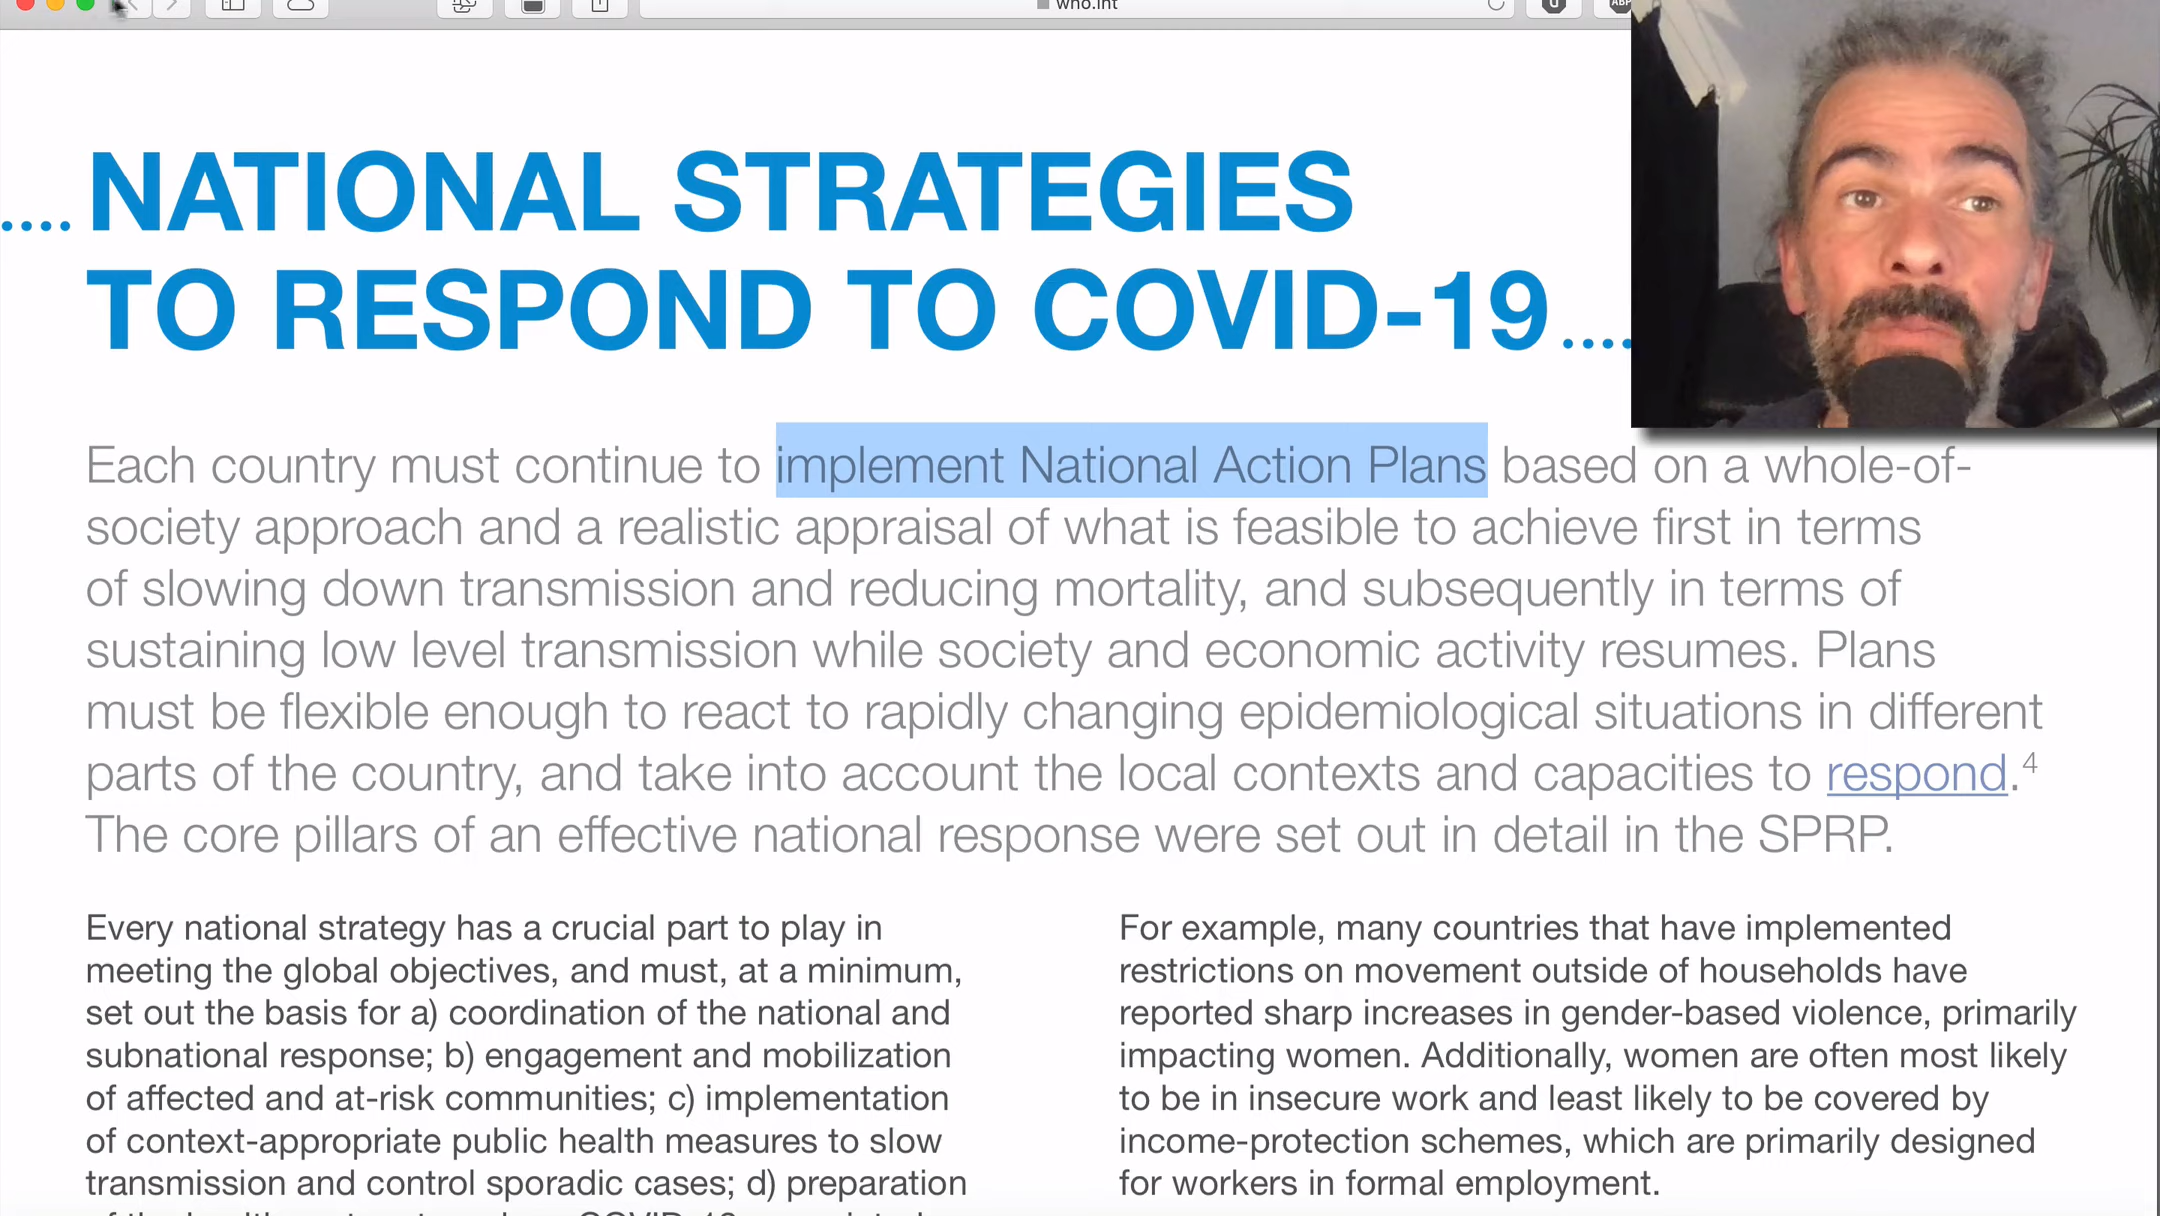 who.int
ABP
NATIONAL STRATEGIES
TO RESPOND TO COVID-19
Each country must continue to implement National Action Plans based on a whole-of-
society approach and a realistic appraisal of what is feasible to achieve first in terms
of slowing down transmission and reducing mortality, and subsequently in terms of
sustaining low level transmission while society and economic activity resumes. Plans
must be flexible enough to react to rapidly changing epidemiological situations in different
parts of the country, and take into account the local contexts and capacities to respond.⁴
The core pillars of an effective national response were set out in detail in the SPRP.
Every national strategy has a crucial part to play in
meeting the global objectives, and must, at a minimum,
set out the basis for a) coordination of the national and
subnational response; b) engagement and mobilization
of affected and at-risk communities; c) implementation
of context-appropriate public health measures to slow
transmission and control sporadic cases; d) preparation
For example, many countries that have implemented
restrictions on movement outside of households have
reported sharp increases in gender-based violence, primarily
impacting women. Additionally, women are often most likely
to be in insecure work and least likely to be covered by
income-protection schemes, which are primarily designed
for workers in formal employment.